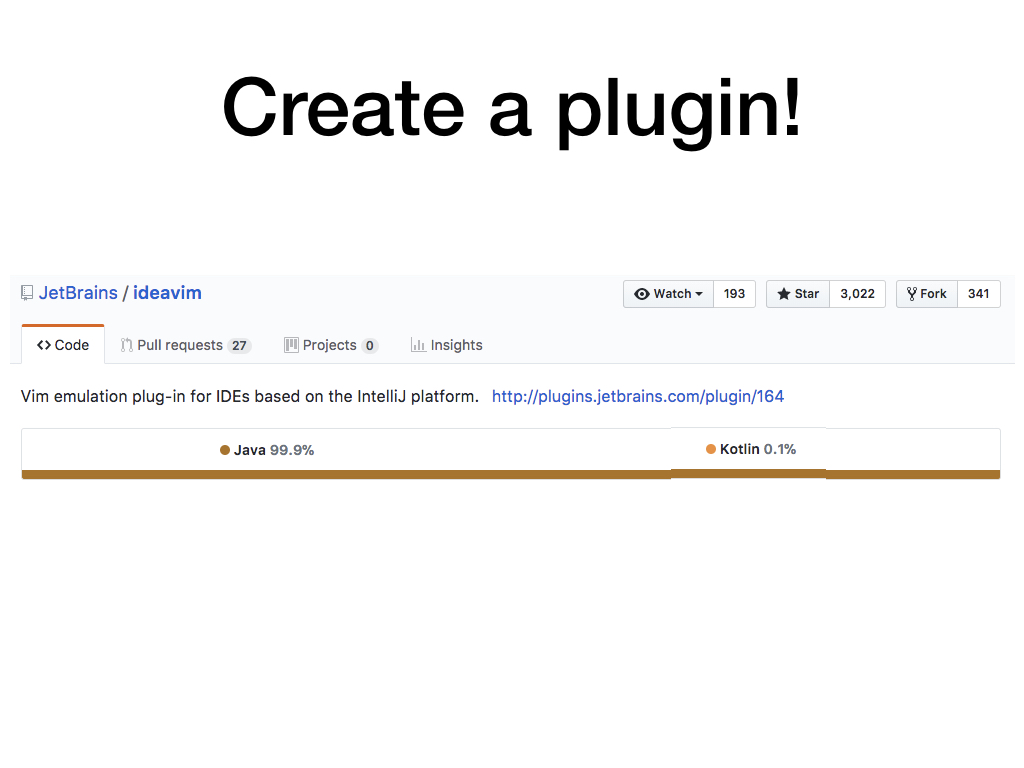 Create a plugin!
JetBrains / ideavim
Watch 193 Star 3,022 Fork 341
Code Pull requests 27 Projects 0 Insights
Vim emulation plug-in for IDEs based on the IntelliJ platform. http://plugins.jetbrains.com/plugin/164
Java 99.9% Kotlin 0.1%